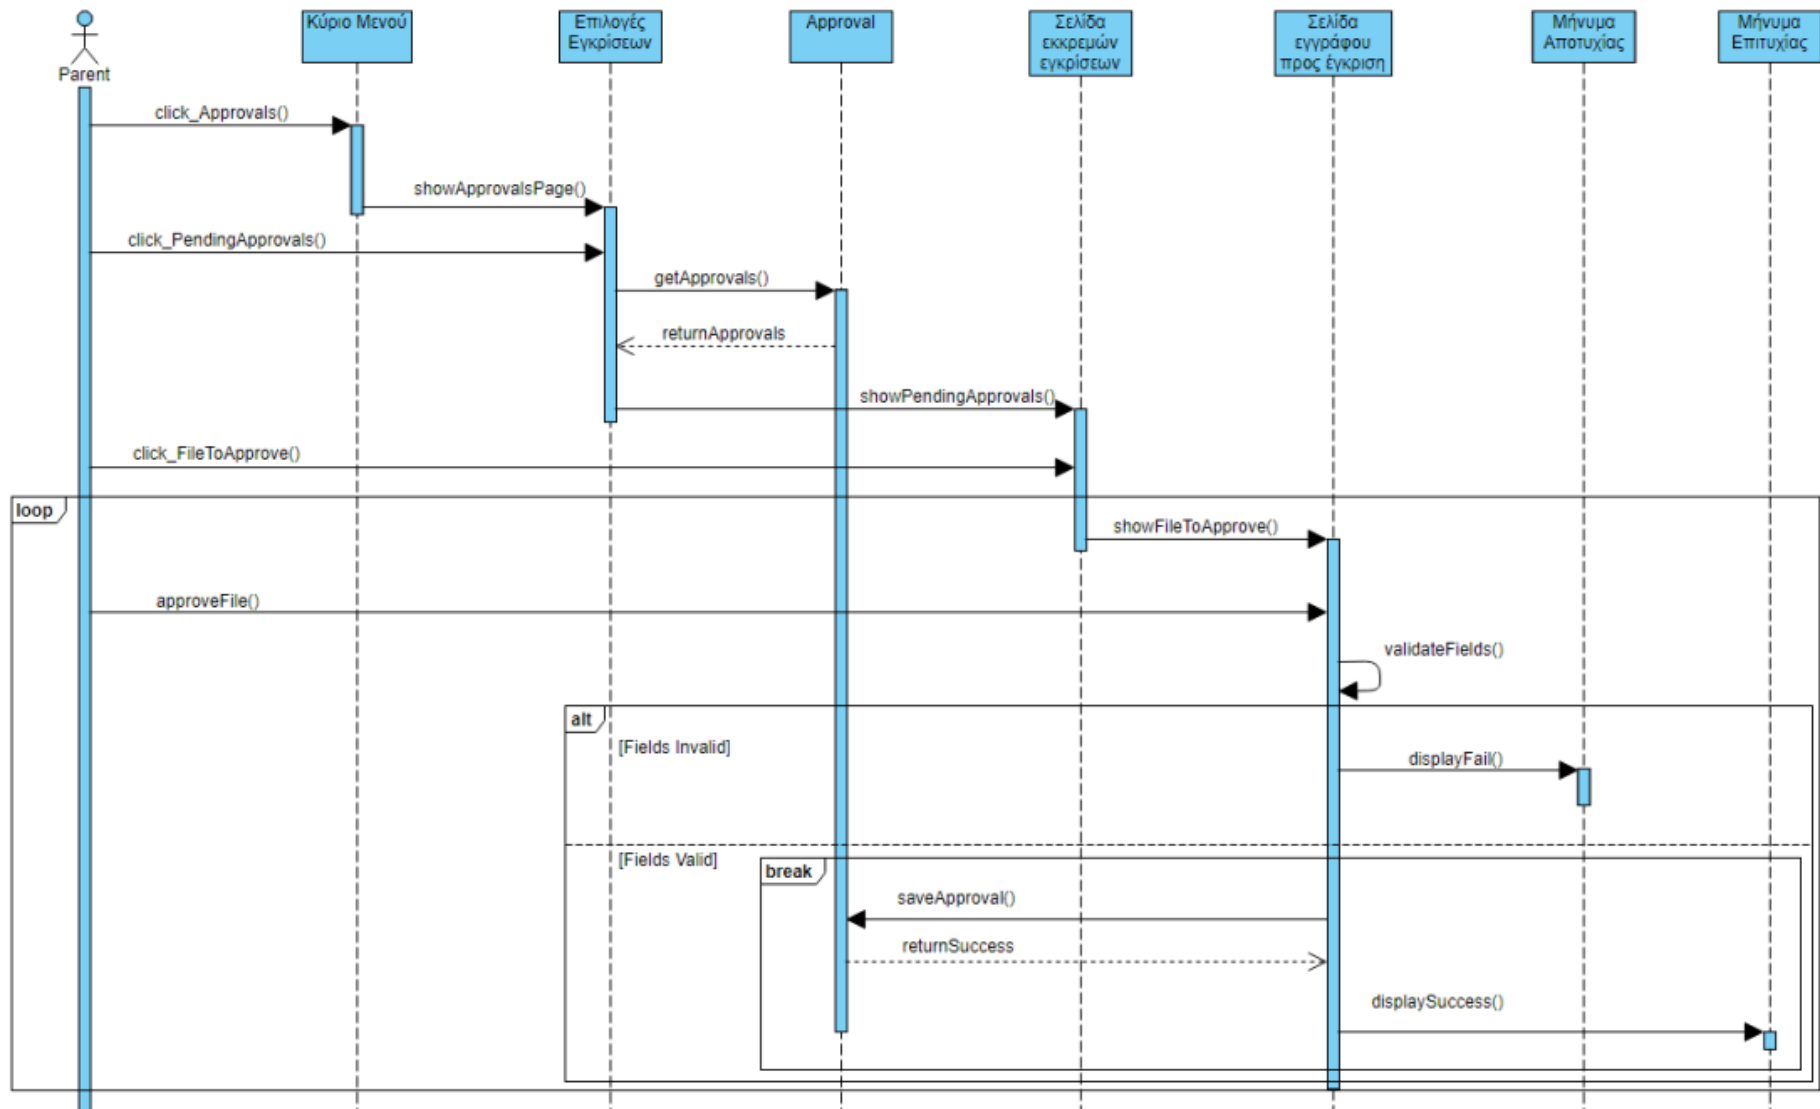 Parent
Κύριο Μενού
Επιλογές
Εγκρίσεων
Approval
Σελίδα
εκκρεμών
εγκρίσεων
Σελίδα
εγγράφου
προς έγκριση
Μήνυμα
Αποτυχίας
Μήνυμα
Επιτυχίας
click_Approvals()
showApprovalsPage()
click_PendingApprovals()
getApprovals()
returnApprovals
showPendingApprovals()
click_FileToApprove()
loop
showFileToApprove()
approveFile()
validateFields()
alt
[Fields Invalid]
displayFail()
[Fields Valid]
break
saveApproval()
returnSuccess
displaySuccess()